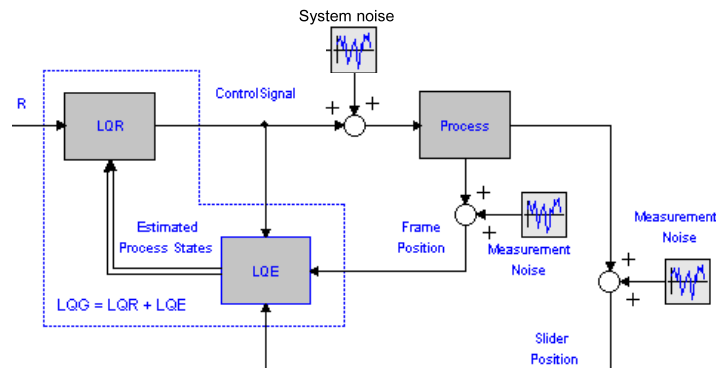 System noise
Control Signal
R
+ +
LQR
Process
+
Estimated
Process States
Frame
Position
+
Measurement
Noise
Measurement
Noise
LQE
+
+
LQG = LQR + LQE
Slider
Position